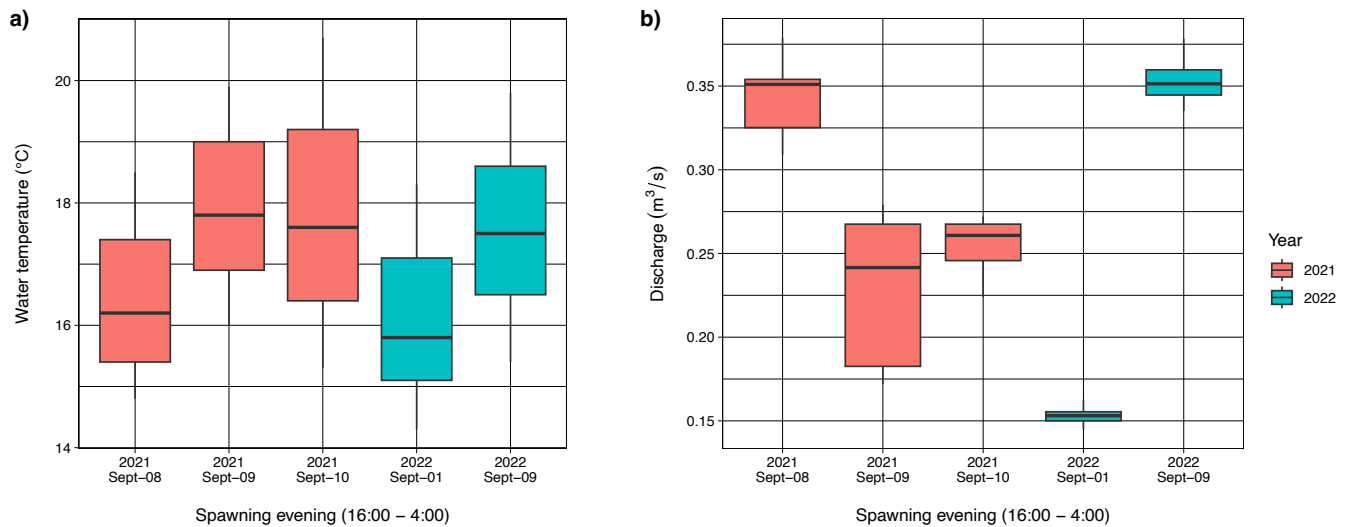 a)
Water temperature (°C)
20
18
16
14
2021
Sept–08
2021
Sept–09
2021
Sept–10
2022
Sept–01
2022
Sept–09
Spawning evening (16:00 – 4:00)
b)
Discharge (m³/s)
0.35
0.30
0.25
0.20
0.15
2021
Sept–08
2021
Sept–09
2021
Sept–10
2022
Sept–01
2022
Sept–09
Spawning evening (16:00 – 4:00)
Year
2021
2022